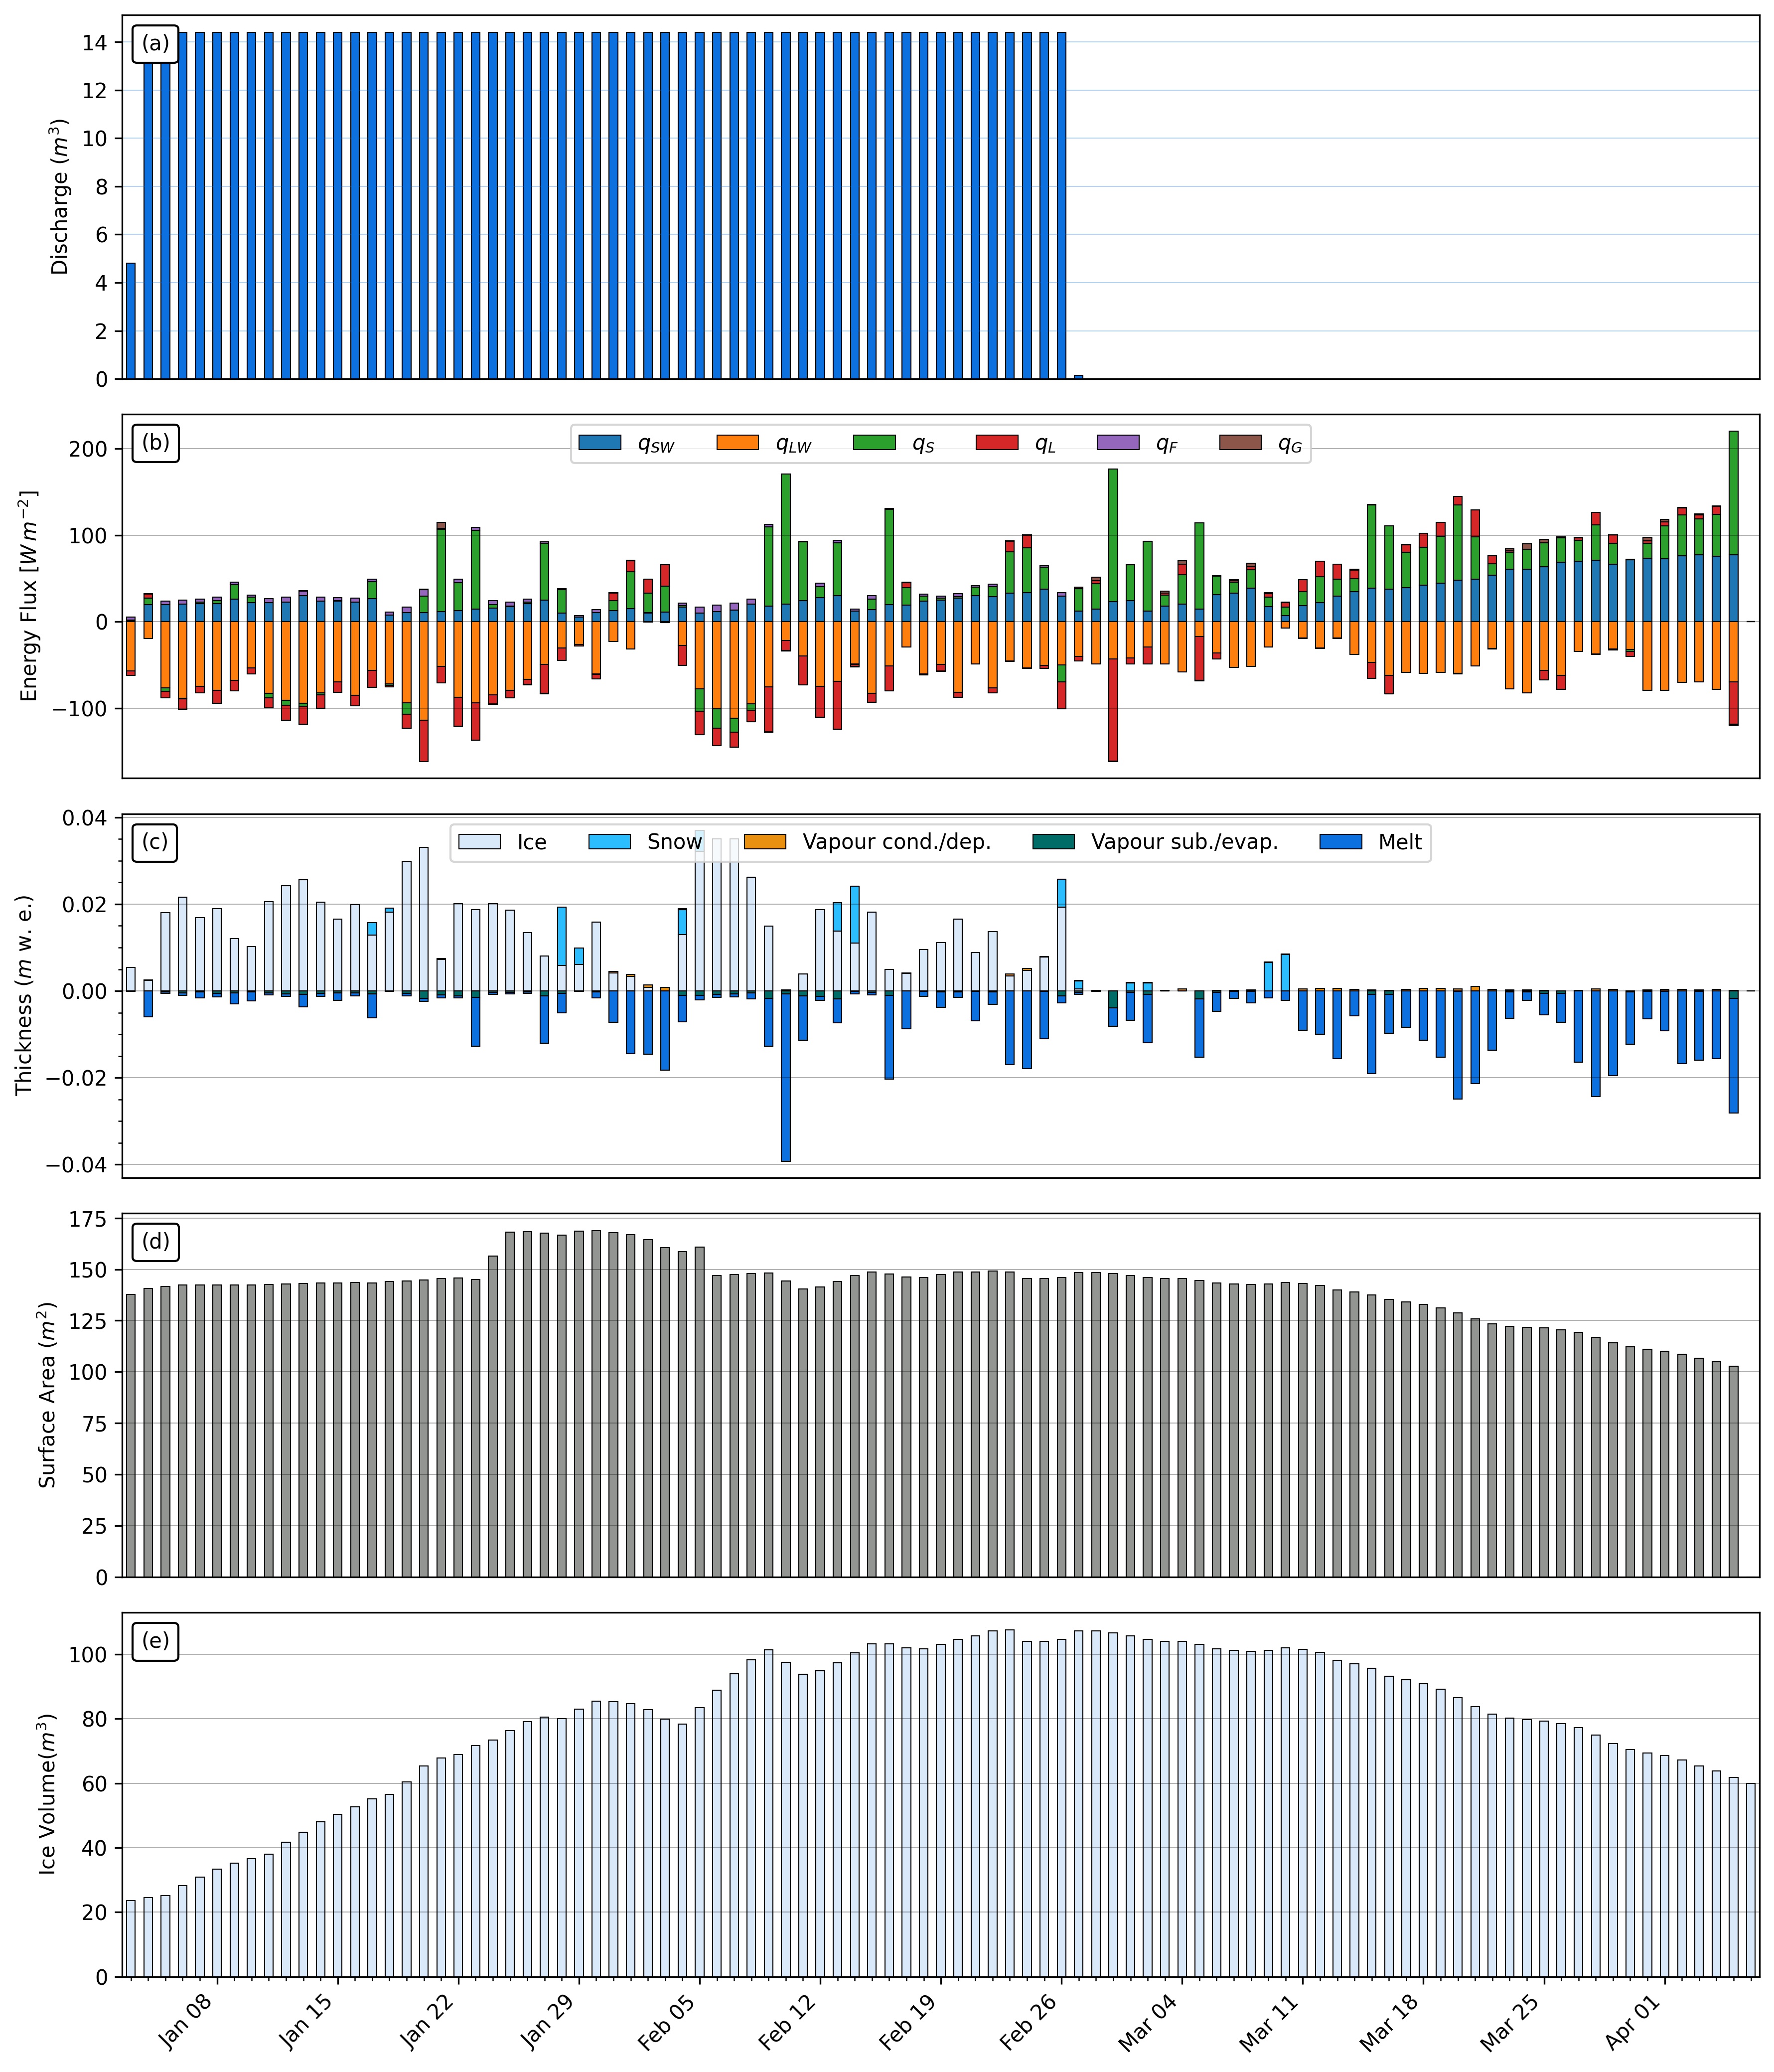 (a)
14
12
10
8
6
4
2
0
Discharge (m³)
(b)
q_SW q_LW q_S q_L q_F q_G
200
100
0
−100
Energy Flux [W m⁻²]
(c)
Ice Snow Vapour cond./dep. Vapour sub./evap. Melt
0.04
0.02
0.00
−0.02
−0.04
Thickness (m w. e.)
(d)
175
150
125
100
75
50
25
0
Surface Area (m²)
(e)
100
80
60
40
20
0
Ice Volume(m³)
Jan 08 Jan 15 Jan 22 Jan 29 Feb 05 Feb 12 Feb 19 Feb 26 Mar 04 Mar 11 Mar 18 Mar 25 Apr 01